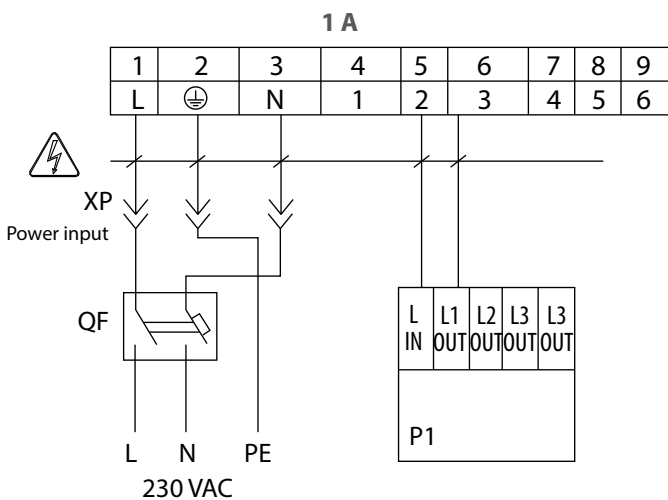 1 A
1 2 3 4 5 6 7 8 9
L N 1 2 3 4 5 6
XP
Power input
QF
L IN
L1 OUT
L2 OUT
L3 OUT
L3 OUT
P1
L N PE
230 VAC